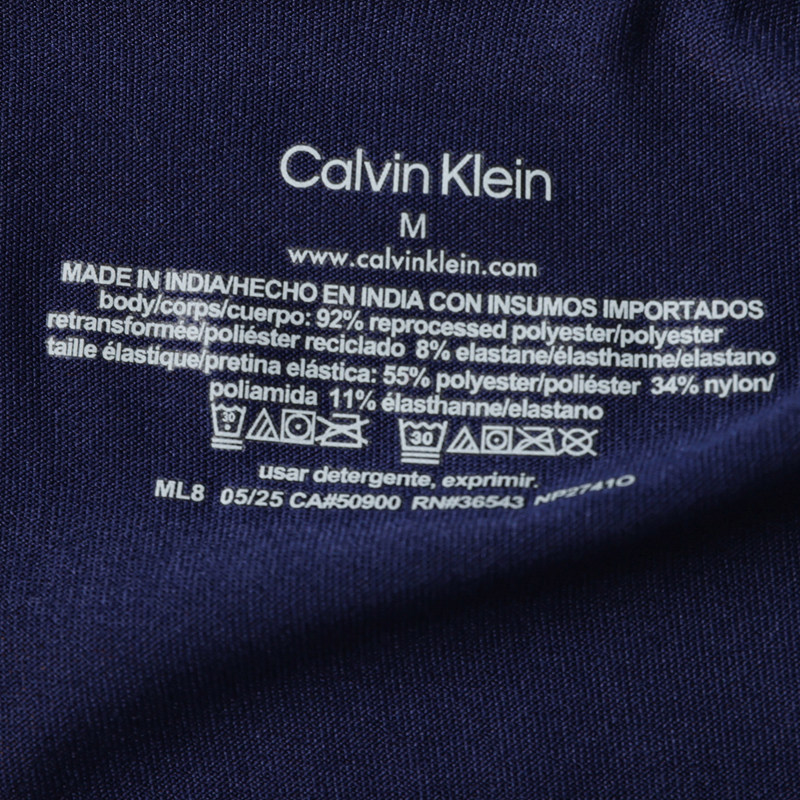 Calvin Klein
M
www.calvinklein.com
MADE IN INDIA/HECHO EN INDIA CON INSUMOS IMPORTADOS
body/corps/cuerpo: 92% reprocessed polyester/polyester
retransformée/poliéster reciclado 8% elastane/élasthanne/elastano
taille élastique/pretina elástica: 55% polyester/poliéster 34% nylon/
poliamida 11% élasthanne/elastano
30 30
usar detergente, exprimir.
ML8 05/25 CA#50900 RN#36543 NP2741O